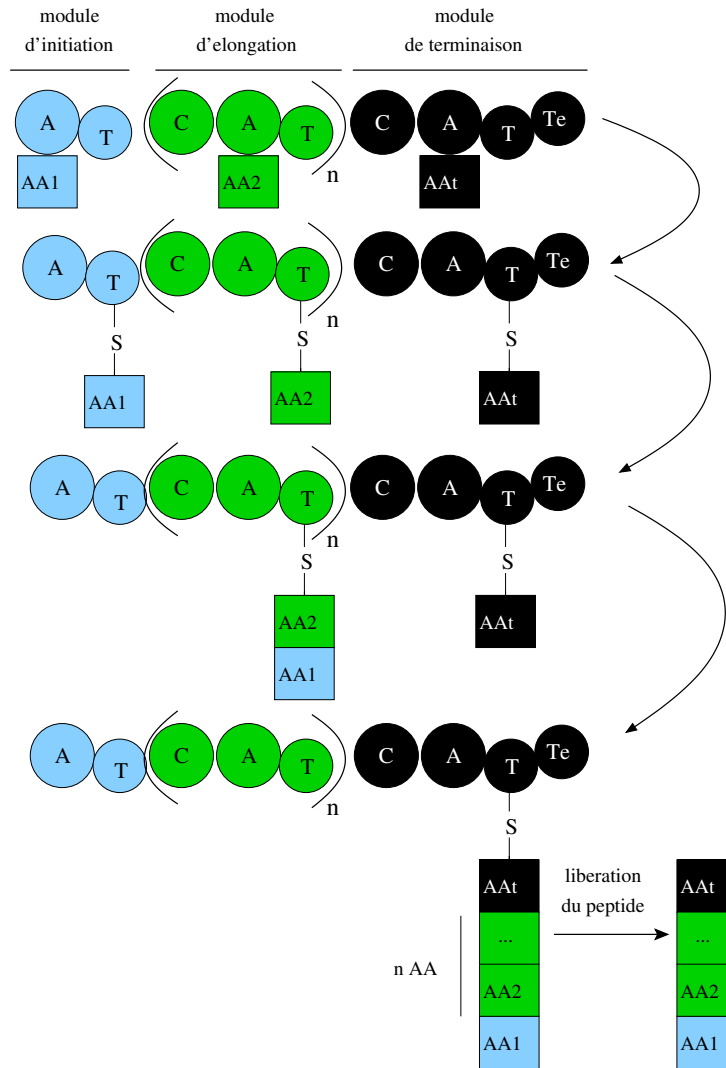 module
d'initiation
module
d'elongation
module
de terminaison
A T C A T n C A T Te
AA1 AA2 AAt
A T C A T n C A T Te
S S S
AA1 AA2 AAt
A T C A T n C A T Te
S S
AA2 AAt
AA1
A T C A T n C A T Te
S
AAt liberation AAt
... du peptide ...
n AA
AA2 AA2
AA1 AA1